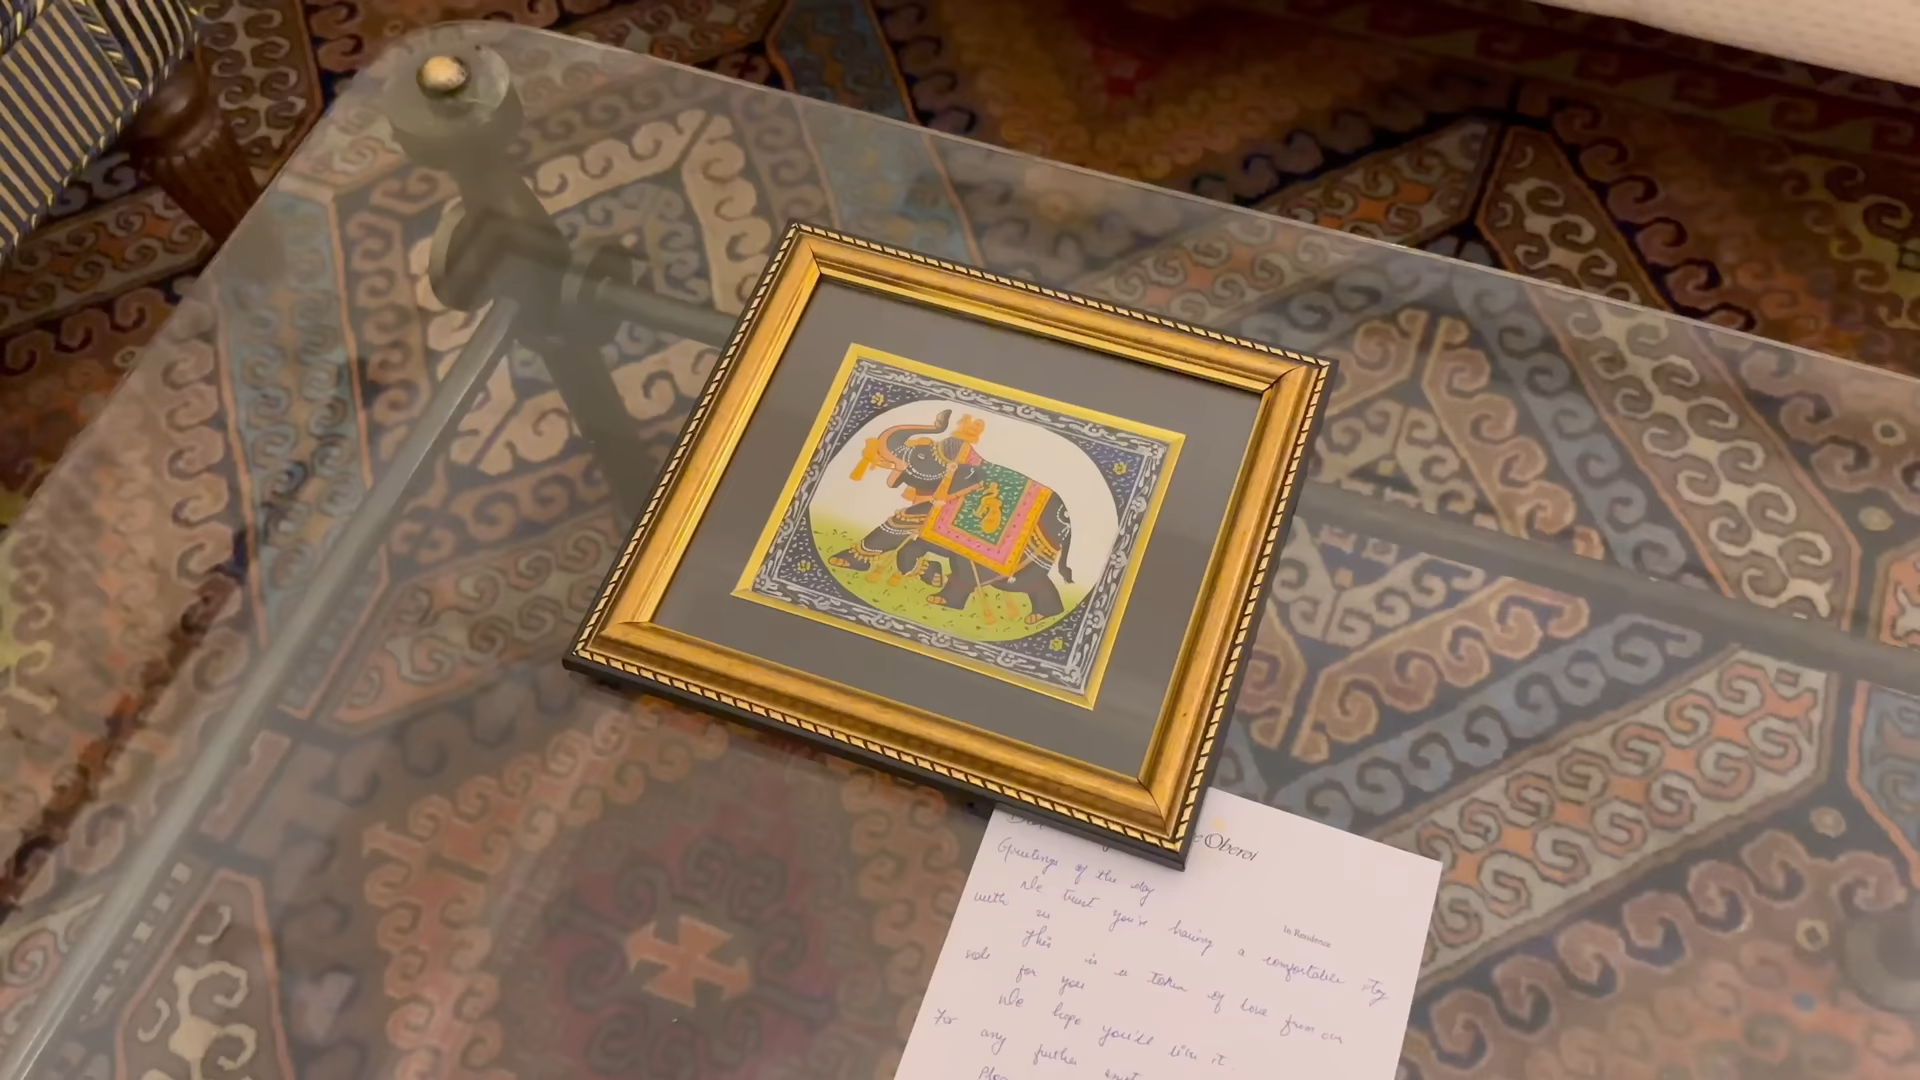 Oberoi
In Residence
Greetings of the day
We trust you're having a comfortable stay
with us
This is a token of love from our
side for you
We hope you'll like it.
For any further